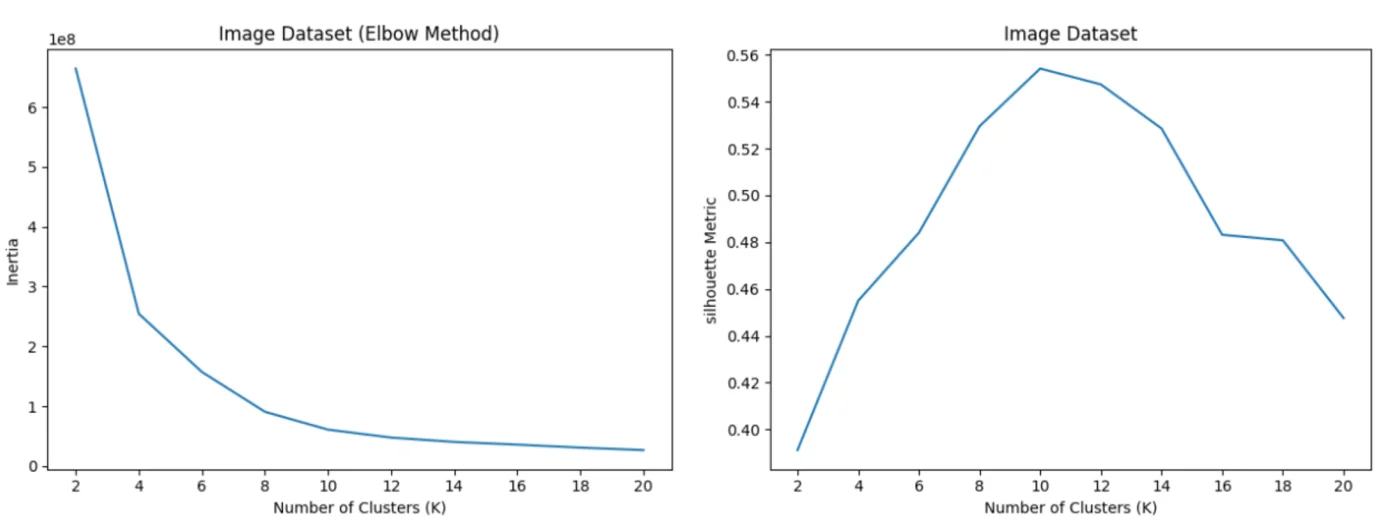 Image Dataset (Elbow Method)
1e8
6
5
4
3
2
1
0
Inertia
2 4 6 8 10 12 14 16 18 20
Number of Clusters (K)
Image Dataset
0.56
0.54
0.52
0.50
0.48
0.46
0.44
0.42
0.40
silhouette Metric
2 4 6 8 10 12 14 16 18 20
Number of Clusters (K)